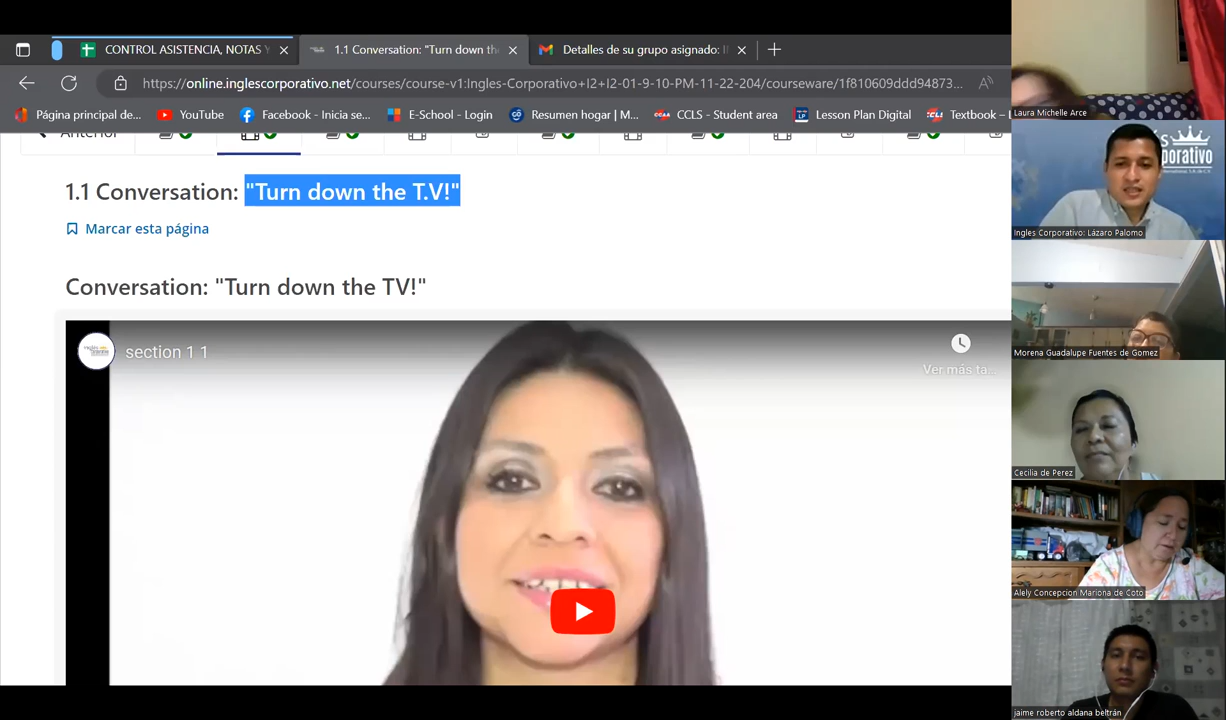 CONTROL ASISTENCIA, NOTAS Y
1.1 Conversation: "Turn down the
Detalles de su grupo asignado: II
https://online.inglescorporativo.net/courses/course-v1:Ingles-Corporativo+I2+I2-01-9-10-PM-11-22-204/courseware/1f810609ddd94873...
Página principal de...
YouTube
Facebook - Inicia se...
E-School - Login
Resumen hogar | M...
CCLS - Student area
Lesson Plan Digital
Textbook –
Anterior
1.1 Conversation: "Turn down the T.V!"
Marcar esta página
Conversation: "Turn down the TV!"
section 1 1
Ver más ta...
Laura Michelle Arce
Ingles Corporativo: Lázaro Palomo
Morena Guadalupe Fuentes de Gomez
Cecilia de Perez
Alely Concepcion Mariona de Coto
jaime roberto aldana beltrán